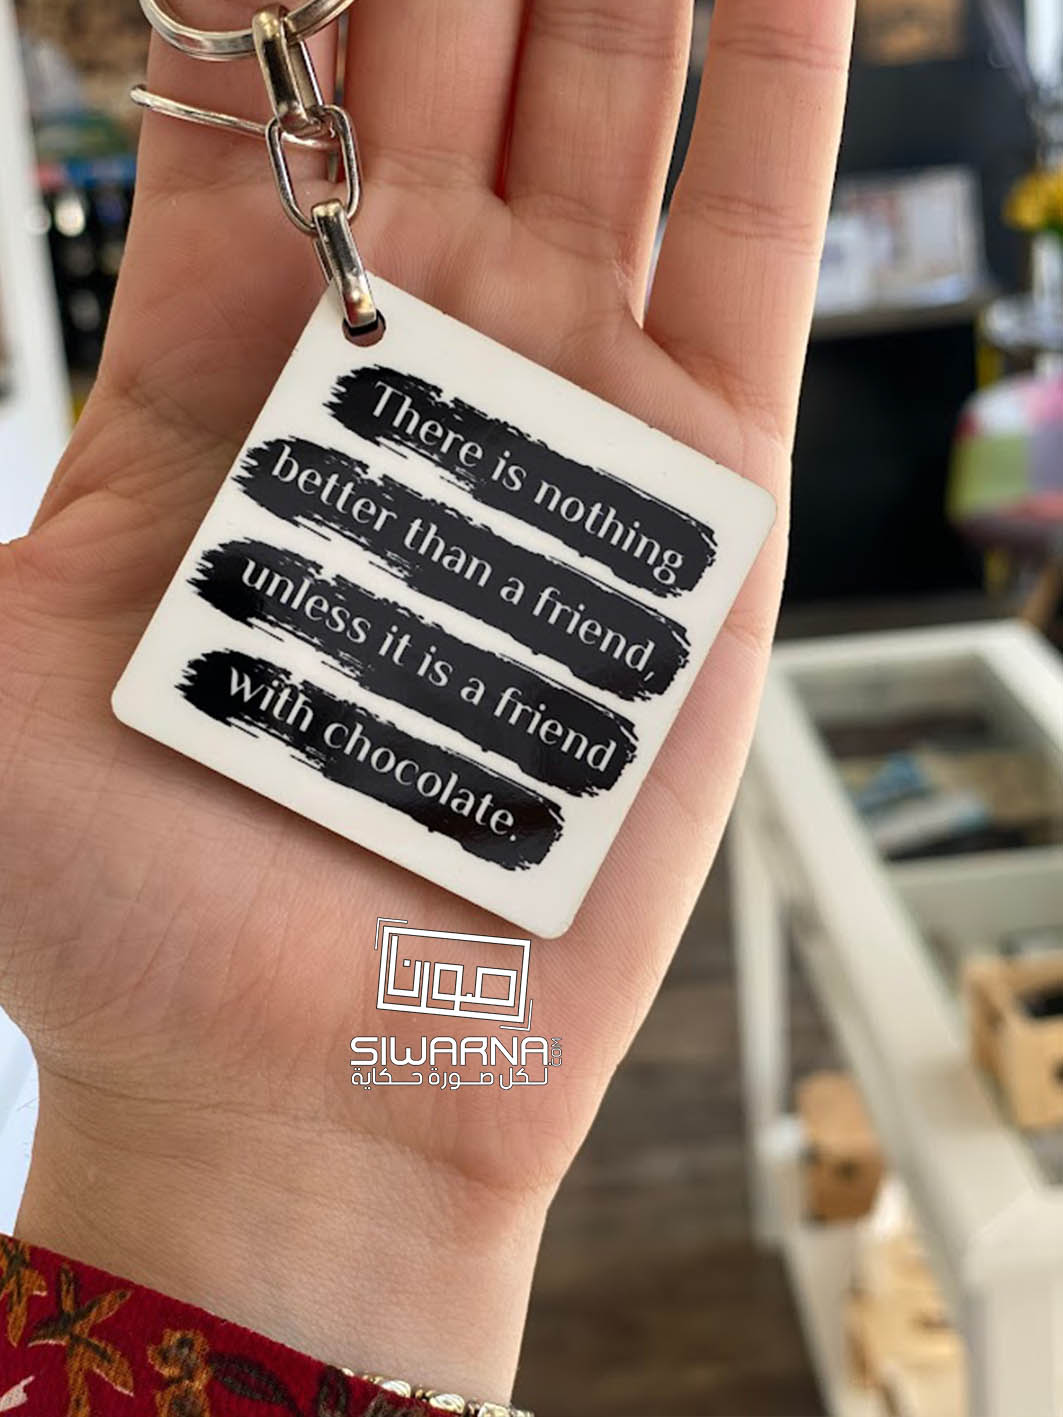 There is nothing
better than a friend,
unless it is a friend
with chocolate.
صورنا
SIWARNA.COM
لكل صورة حكاية